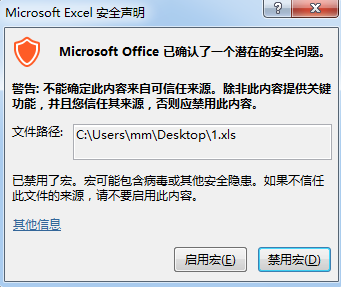 Microsoft Excel 安全声明
Microsoft Office 已确认了一个潜在的安全问题。
警告: 不能确定此内容来自可信任来源。除非此内容提供关键
功能，并且您信任其来源，否则应禁用此内容。
文件路径: C:\Users\mm\Desktop\1.xls
已禁用了宏。宏可能包含病毒或其他安全隐患。如果不信任
此文件的来源，请不要启用此内容。
其他信息
启用宏(E) 禁用宏(D)